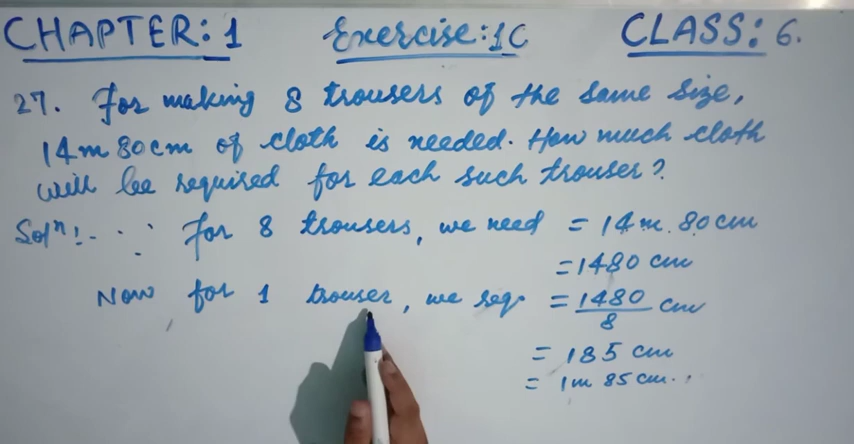 CHAPTER: 1 Exercise: 1C CLASS: 6.
27. For making 8 trousers of the same size,
14m 80cm of cloth is needed. How much cloth
will be required for each such trouser?
Solⁿ:- ∵ For 8 trousers, we need = 14m 80cm
= 1480 cm
Now for 1 trouser, we req. = 1480/8 cm
= 185 cm
= 1m 85 cm.